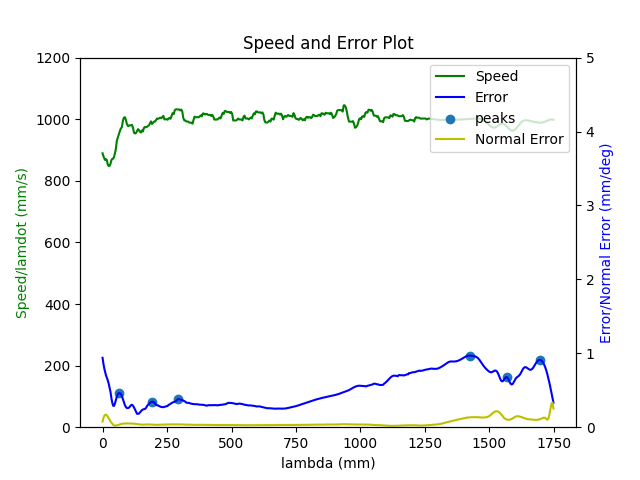 Speed and Error Plot
1200
1000
800
600
400
200
0
Speed/lamdot (mm/s)
5
4
3
2
1
0
Error/Normal Error (mm/deg)
Speed
Error
peaks
Normal Error
0 250 500 750 1000 1250 1500 1750
lambda (mm)